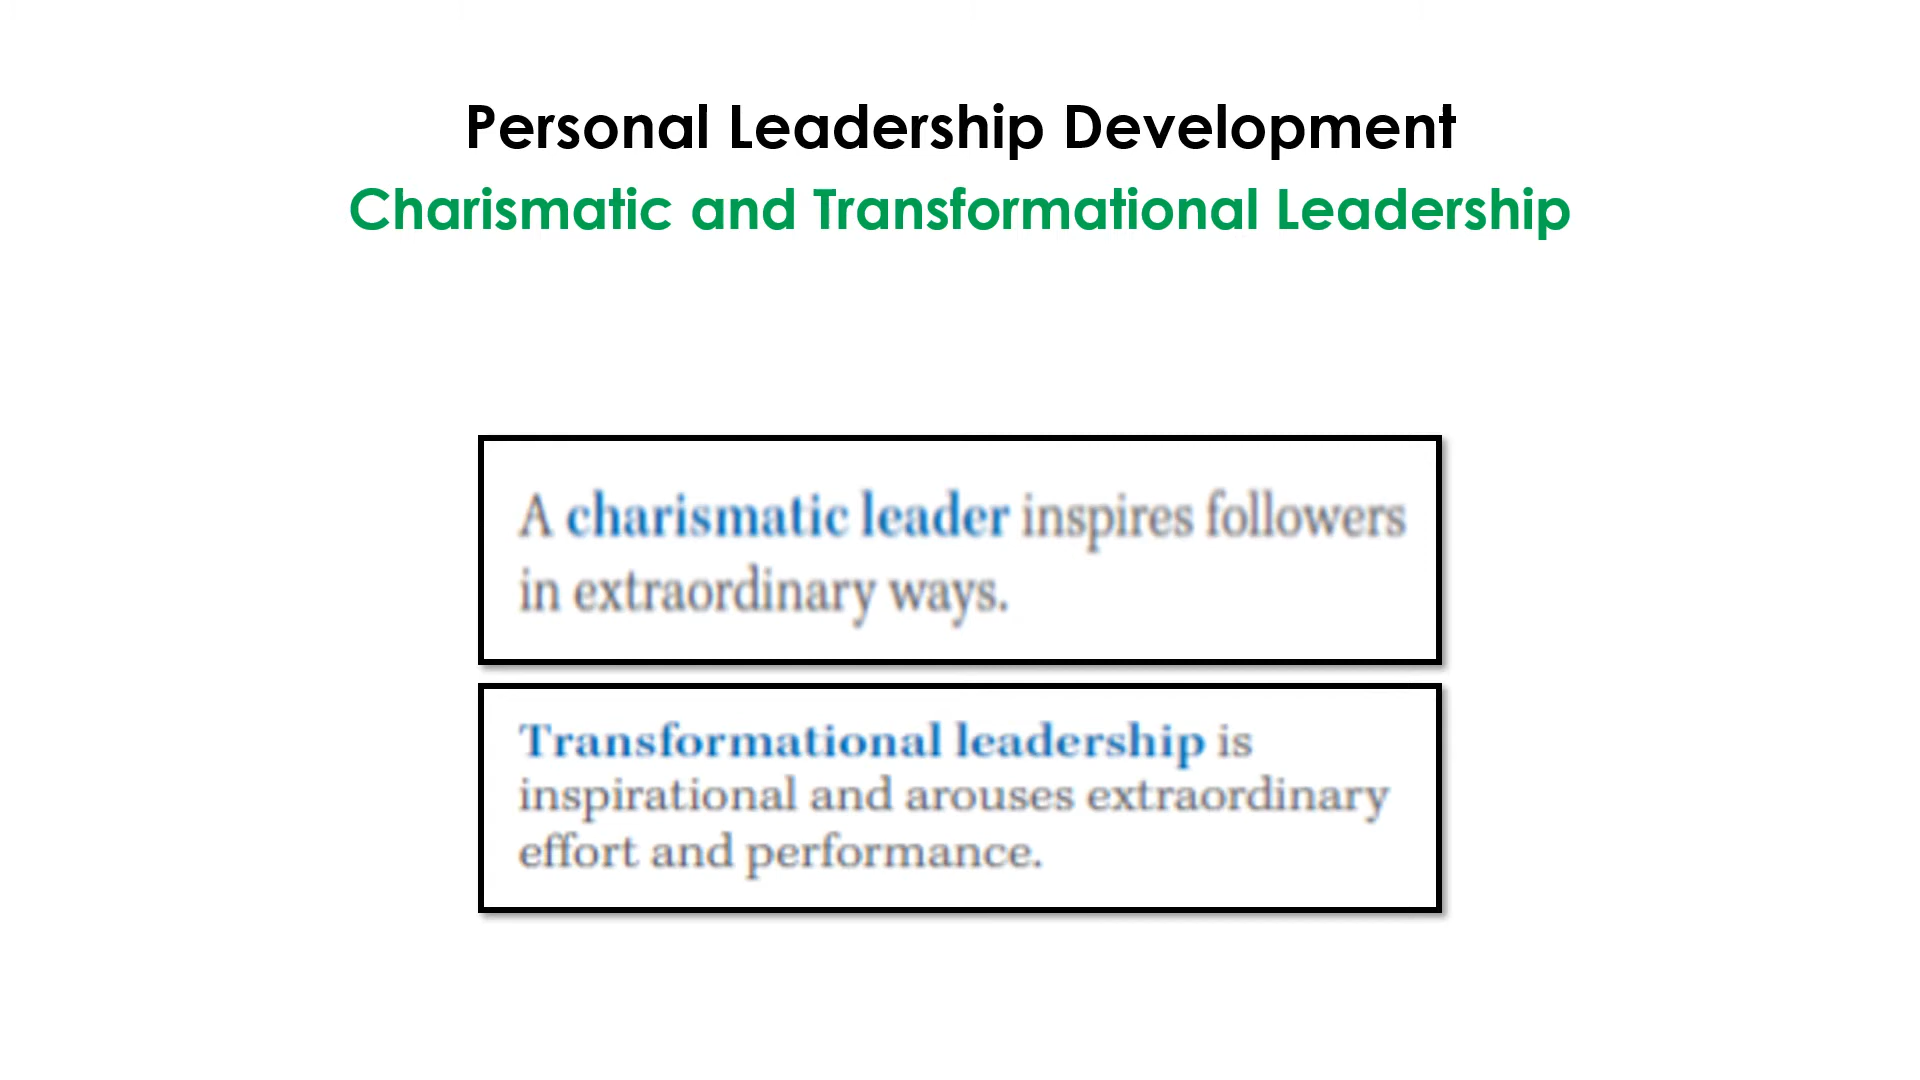 Personal Leadership Development
Charismatic and Transformational Leadership
A charismatic leader inspires followers
in extraordinary ways.
Transformational leadership is
inspirational and arouses extraordinary
effort and performance.